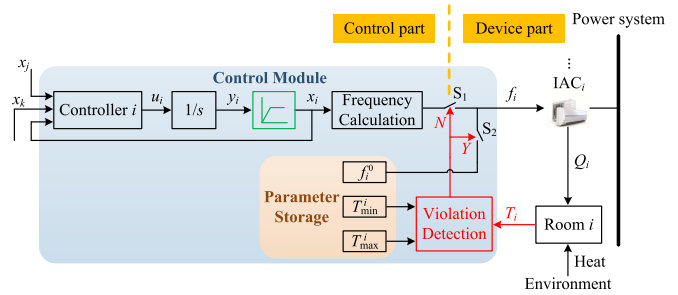 Power system
Control part
Device part
x_j
Control Module
x_k
Controller i
u_i
1/s
y_i
x_i
Frequency
Calculation
S_1
f_i
...
IAC_i
N
Y
S_2
Q_i
f_i^0
Parameter
Storage
T_min^i
T_max^i
Violation
Detection
T_i
Room i
Heat
Environment